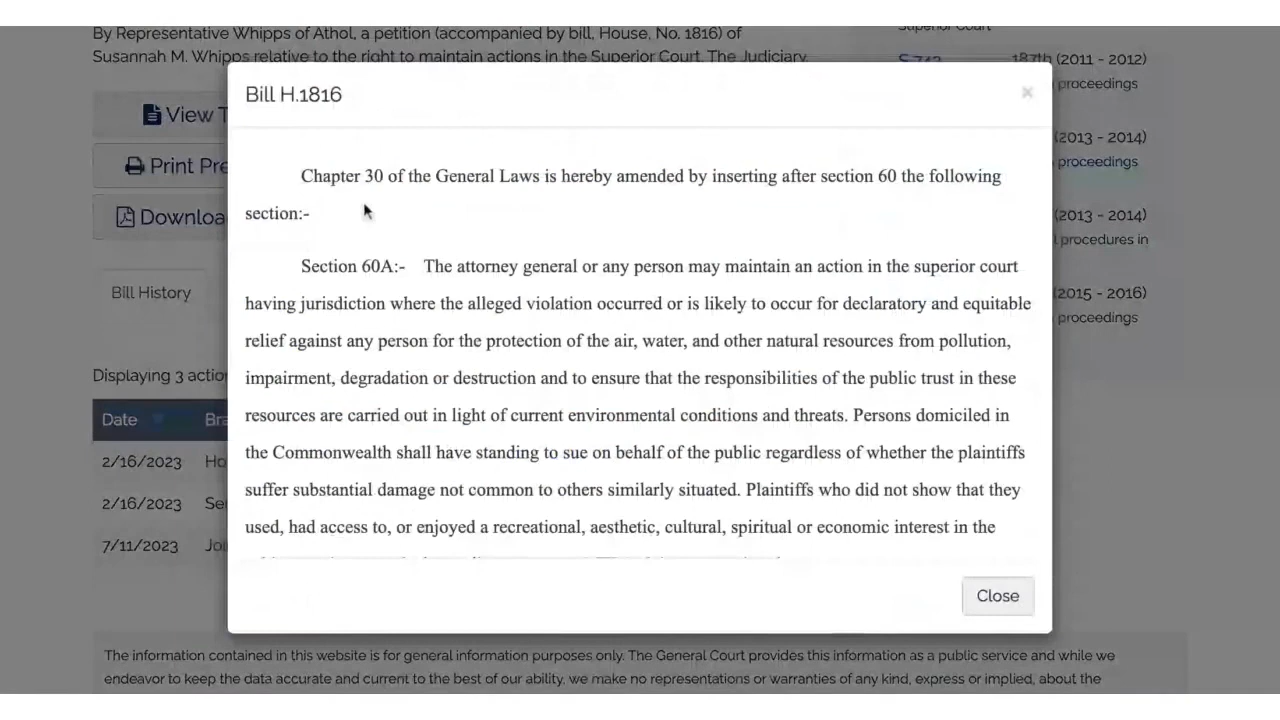 By Representative Whipps of Athol, a petition (accompanied by bill, House, No. 1816) of
Susannah M. Whipps relative to the right to maintain actions in the Superior Court. The Judiciary.
Superior Court
S.742 187th (2011 - 2012)
proceedings
(2013 - 2014)
proceedings
(2013 - 2014)
procedures in
(2015 - 2016)
proceedings
View T
Print Pre
Downloa
Bill History
Displaying 3 actio
Date Bra
2/16/2023 Ho
2/16/2023 Se
7/11/2023 Joi
Bill H.1816
×
Chapter 30 of the General Laws is hereby amended by inserting after section 60 the following
section:-
Section 60A:- The attorney general or any person may maintain an action in the superior court
having jurisdiction where the alleged violation occurred or is likely to occur for declaratory and equitable
relief against any person for the protection of the air, water, and other natural resources from pollution,
impairment, degradation or destruction and to ensure that the responsibilities of the public trust in these
resources are carried out in light of current environmental conditions and threats. Persons domiciled in
the Commonwealth shall have standing to sue on behalf of the public regardless of whether the plaintiffs
suffer substantial damage not common to others similarly situated. Plaintiffs who did not show that they
used, had access to, or enjoyed a recreational, aesthetic, cultural, spiritual or economic interest in the
Close
The information contained in this website is for general information purposes only. The General Court provides this information as a public service and while we
endeavor to keep the data accurate and current to the best of our ability, we make no representations or warranties of any kind, express or implied, about the